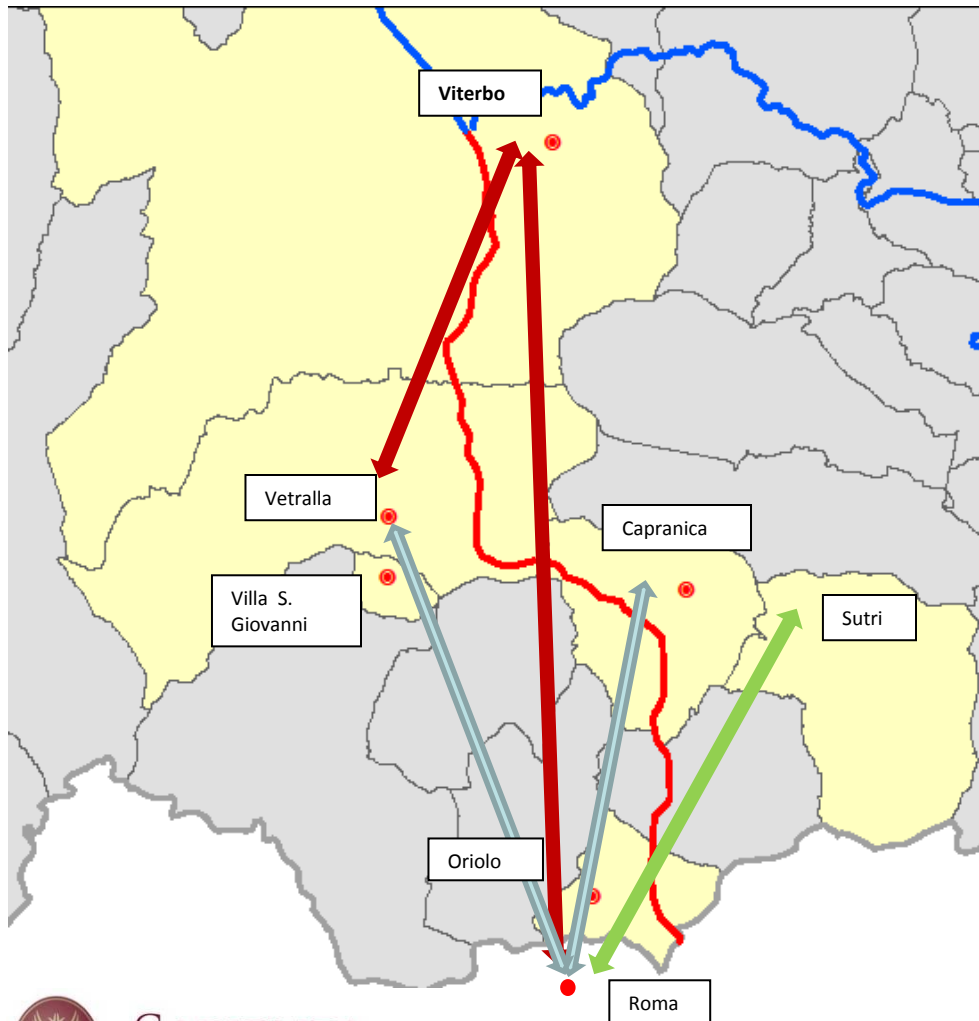 Viterbo
Vetralla
Capranica
Villa S.
Giovanni
Sutri
Oriolo
Roma